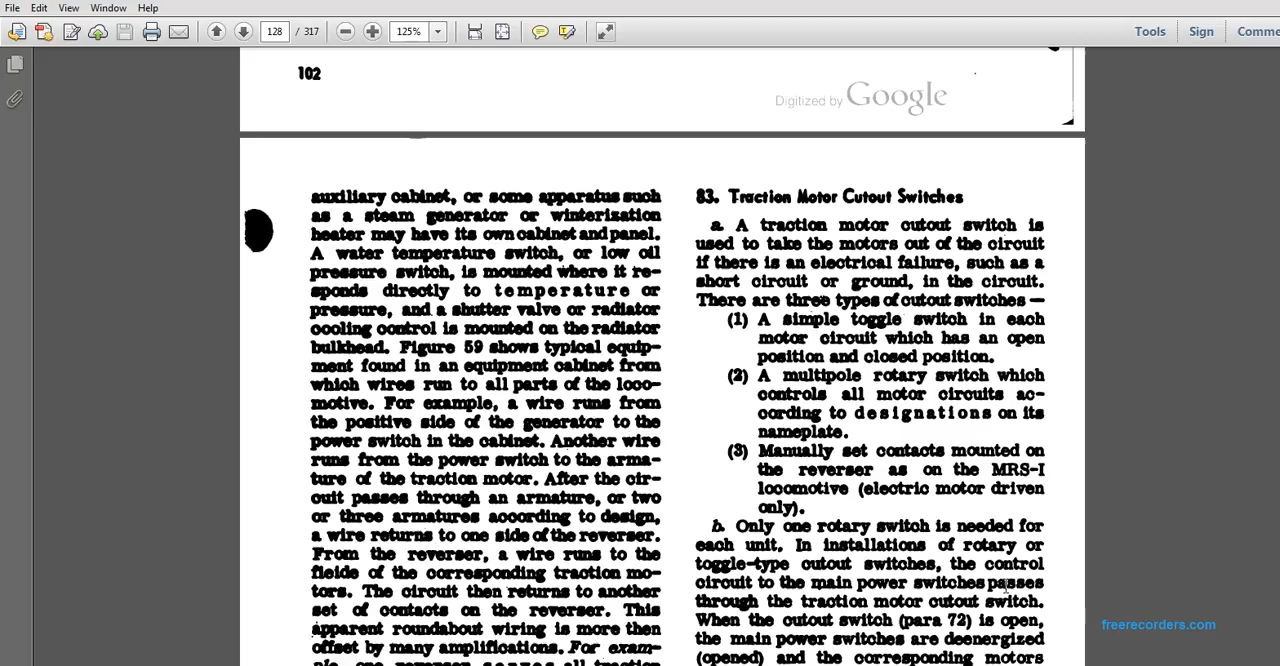 File Edit View Window Help
128 / 317 125% Tools Sign Comme
102
Digitized by Google
auxiliary cabinet, or some apparatus such
as a steam generator or winterization
heater may have its own cabinet and panel.
A water temperature switch, or low oil
pressure switch, is mounted where it re-
sponds directly to temperature or
pressure, and a shutter valve or radiator
cooling control is mounted on the radiator
bulkhead. Figure 59 shows typical equip-
ment found in an equipment cabinet from
which wires run to all parts of the loco-
motive. For example, a wire runs from
the positive side of the generator to the
power switch in the cabinet. Another wire
runs from the power switch to the arma-
ture of the traction motor. After the cir-
cuit passes through an armature, or two
or three armatures according to design,
a wire returns to one side of the reverser.
From the reverser, a wire runs to the
fields of the corresponding traction mo-
tors. The circuit then returns to another
set of contacts on the reverser. This
apparent roundabout wiring is more then
offset by many amplifications. For exam-
ple, one reverser serves all traction
83. Traction Motor Cutout Switches
a. A traction motor cutout switch is
used to take the motors out of the circuit
if there is an electrical failure, such as a
short circuit or ground, in the circuit.
There are three types of cutout switches —
(1) A simple toggle switch in each
motor circuit which has an open
position and closed position.
(2) A multipole rotary switch which
controls all motor circuits ac-
cording to designations on its
nameplate.
(3) Manually set contacts mounted on
the reverser as on the MRS-I
locomotive (electric motor driven
only).
b. Only one rotary switch is needed for
each unit. In installations of rotary or
toggle-type cutout switches, the control
circuit to the main power switches passes
through the traction motor cutout switch.
When the cutout switch (para 72) is open,
the main power switches are deenergized
(opened) and the corresponding motors
freerecorders.com